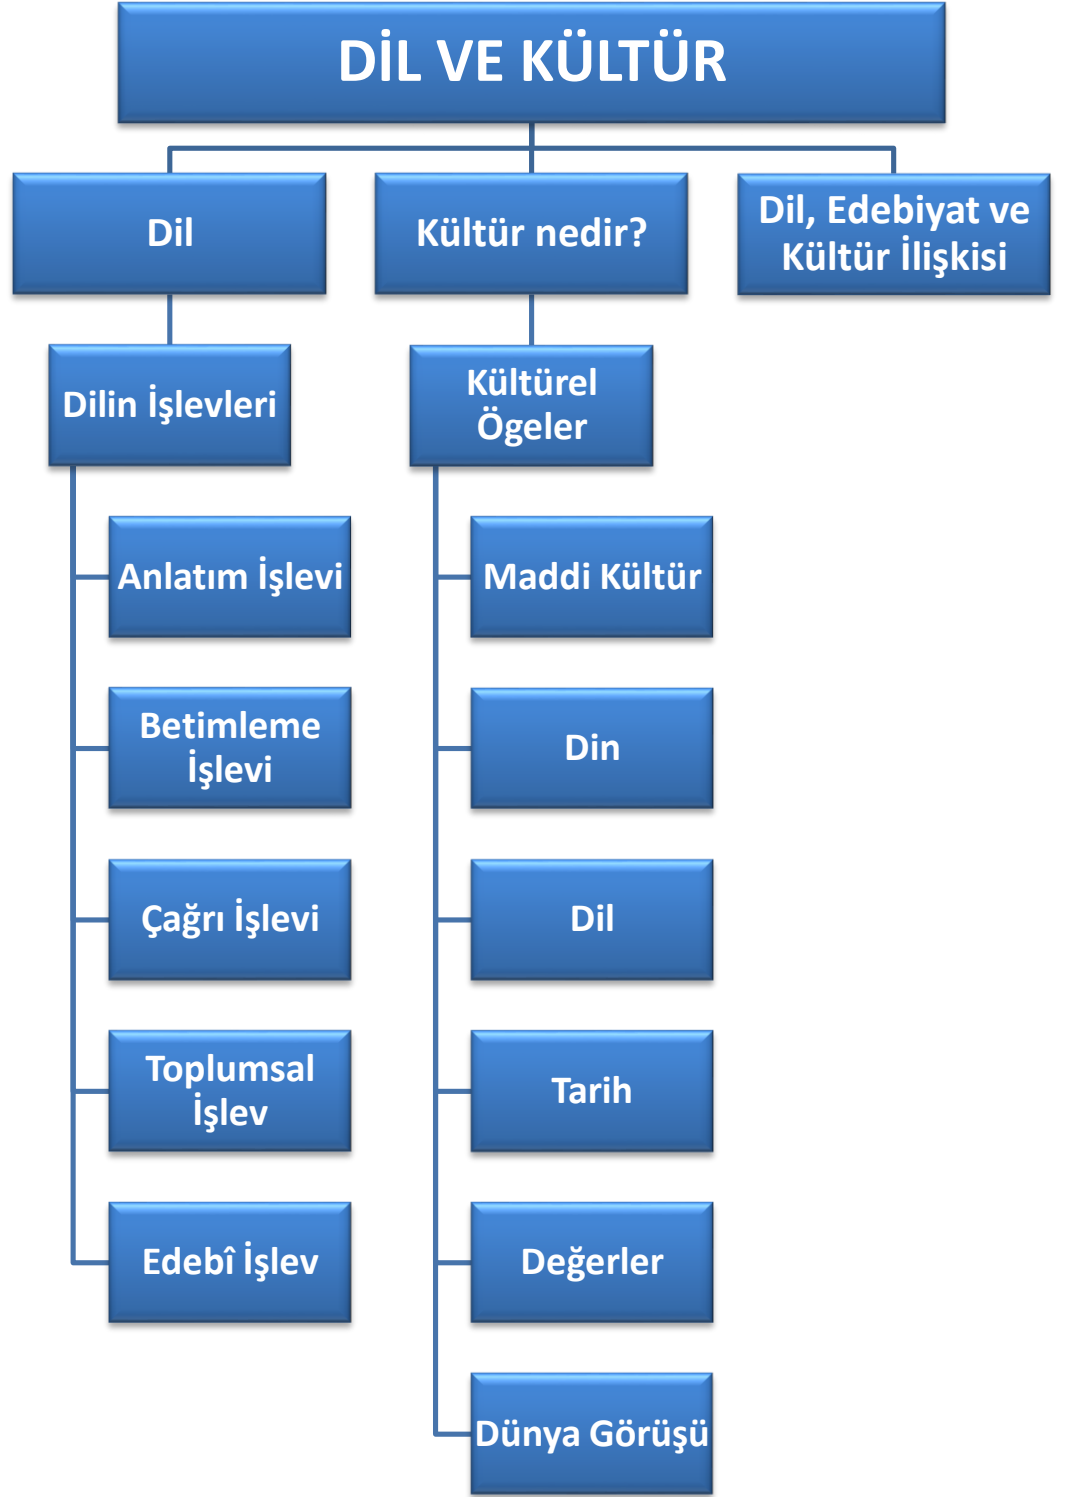 DİL VE KÜLTÜR
Dil
Kültür nedir?
Dil, Edebiyat ve
Kültür İlişkisi
Dilin İşlevleri
Anlatım İşlevi
Betimleme
İşlevi
Çağrı İşlevi
Toplumsal
İşlev
Edebî İşlev
Kültürel
Ögeler
Maddi Kültür
Din
Dil
Tarih
Değerler
Dünya Görüşü